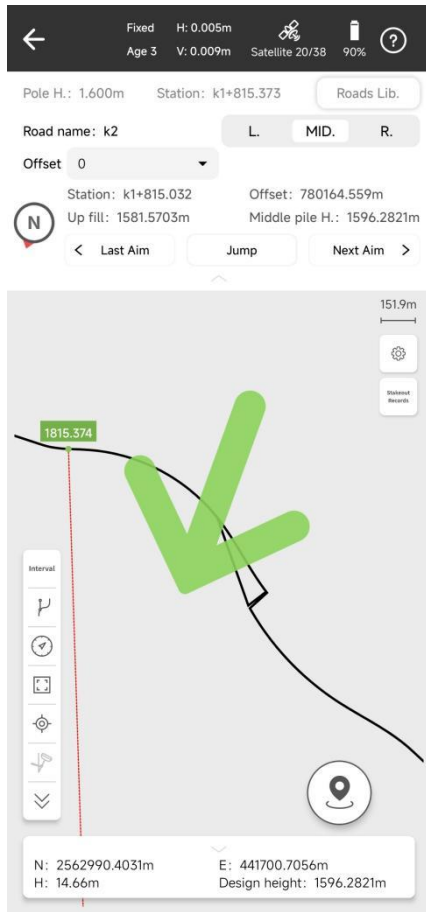 Fixed H: 0.005m
Age 3 V: 0.009m Satellite 20/38 90% ?
Pole H.: 1.600m Station: k1+815.373 Roads Lib.
Road name: k2 L. MID. R.
Offset 0
Station: k1+815.032 Offset: 780164.559m
N Up fill: 1581.5703m Middle pile H.: 1596.2821m
< Last Aim Jump Next Aim >
151.9m
Stakeout
Records
1815.374
Interval
N: 2562990.4031m E: 441700.7056m
H: 14.66m Design height: 1596.2821m